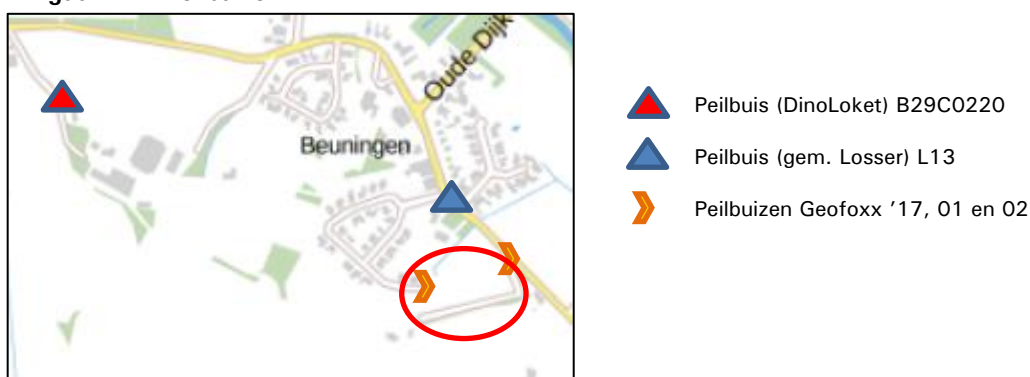 Oude Dijk
Beuningen
Peilbuis (DinoLoket) B29C0220
Peilbuis (gem. Losser) L13
Peilbuizen Geofoxx '17, 01 en 02